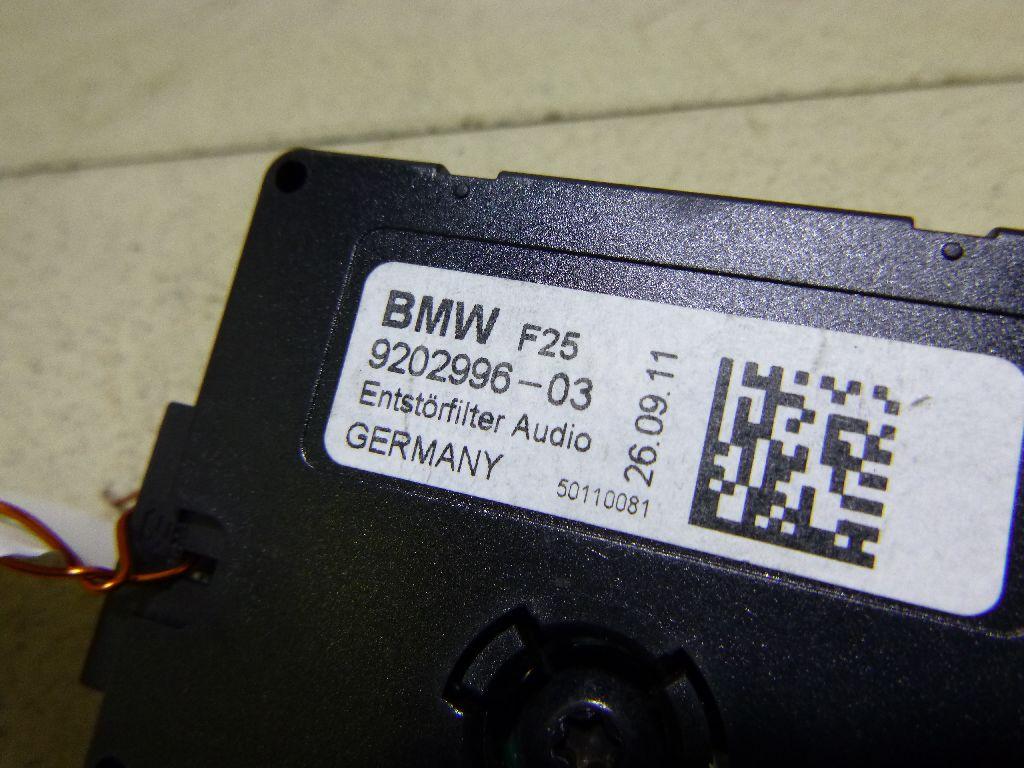 BMW F25
9202996-03
Entstörfilter Audio
GERMANY
50110081
26.09.11